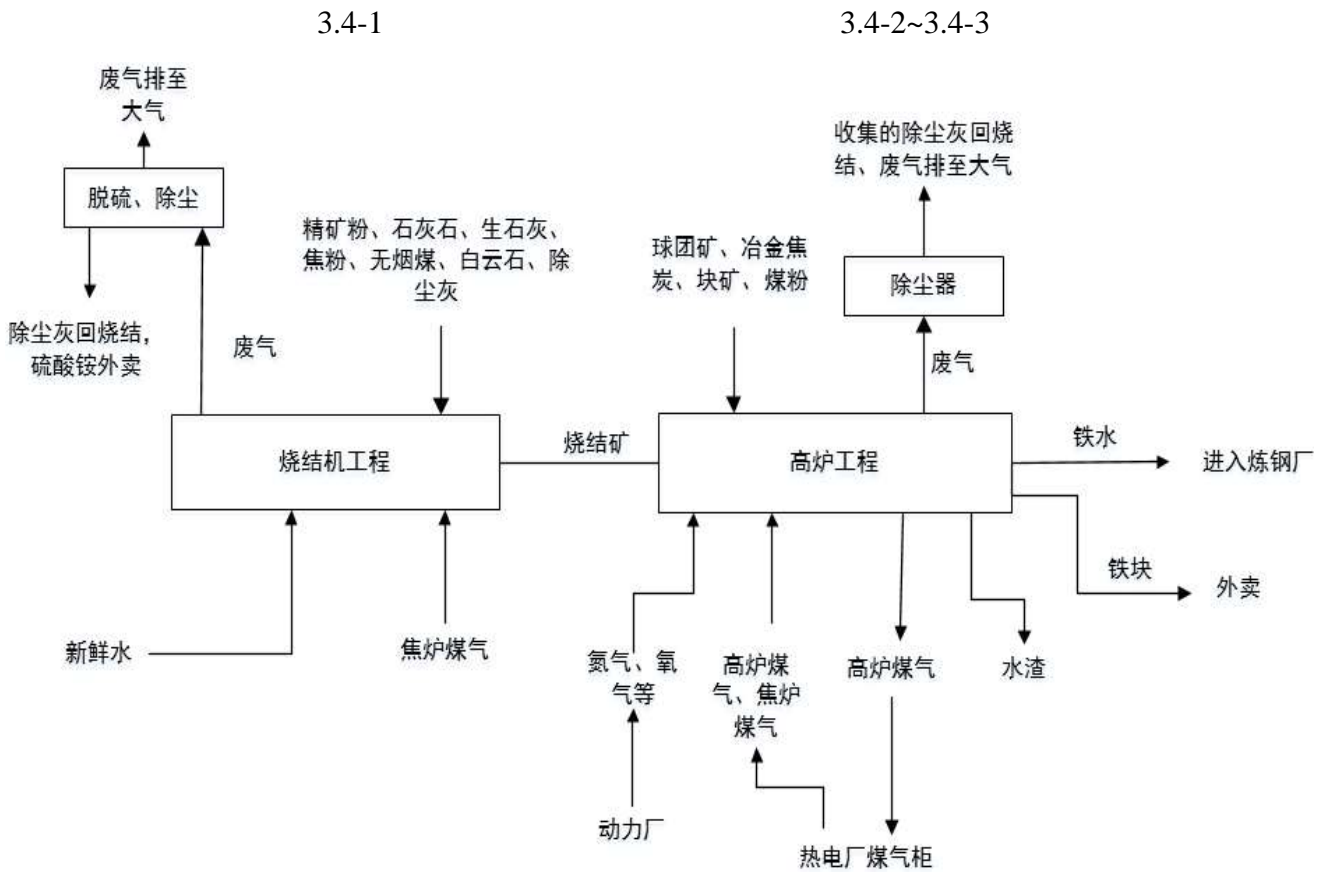 3.4-1
3.4-2~3.4-3
废气排至
大气
脱硫、除尘
除尘灰回烧结，
硫酸铵外卖
废气
精矿粉、石灰石、生石灰、
焦粉、无烟煤、白云石、除
尘灰
球团矿、冶金焦
炭、块矿、煤粉
收集的除尘灰回烧
结、废气排至大气
除尘器
废气
烧结机工程
烧结矿
高炉工程
铁水
进入炼钢厂
铁块
外卖
新鲜水
焦炉煤气
氮气、氧
气等
高炉煤
气、焦炉
煤气
高炉煤气
水渣
动力厂
热电厂煤气柜